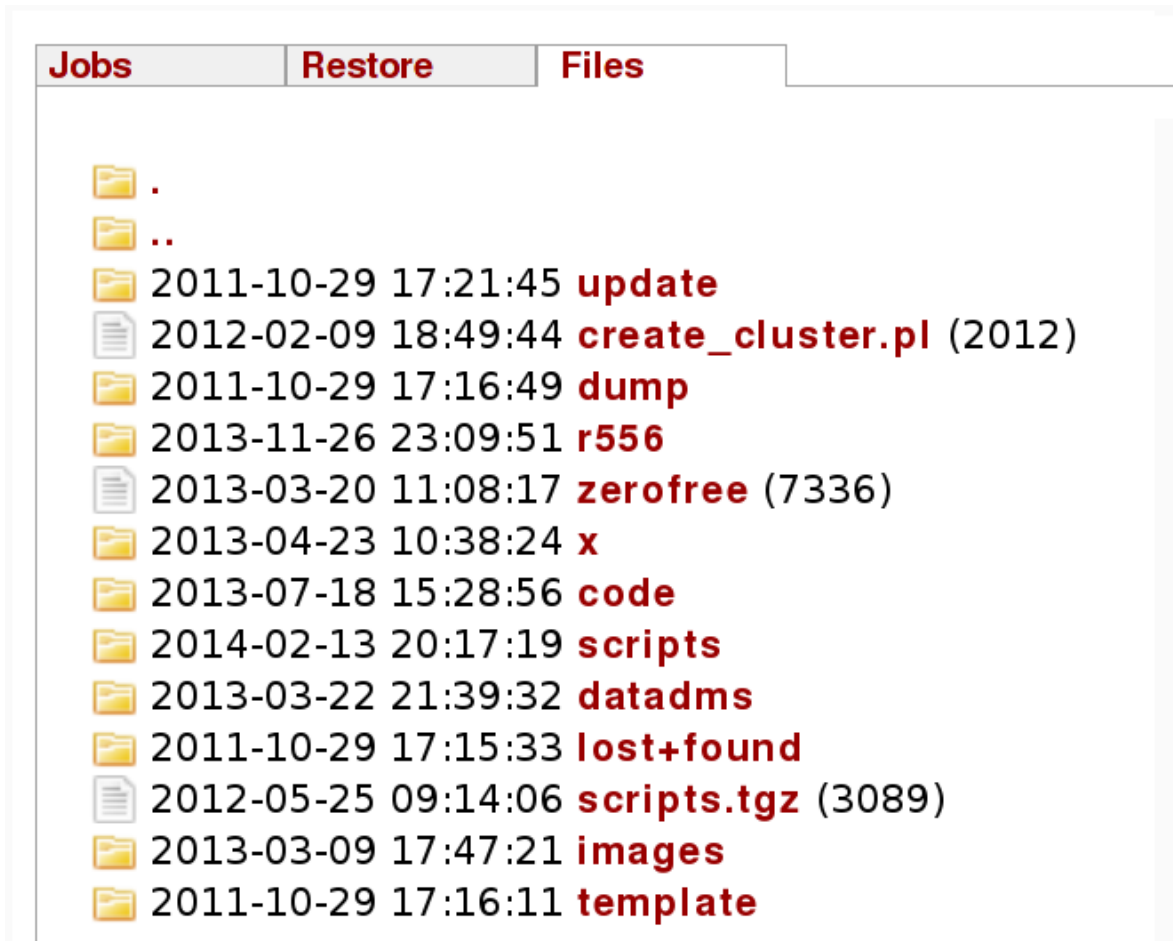 Jobs Restore Files
.
..
2011-10-29 17:21:45 update
2012-02-09 18:49:44 create_cluster.pl (2012)
2011-10-29 17:16:49 dump
2013-11-26 23:09:51 r556
2013-03-20 11:08:17 zerofree (7336)
2013-04-23 10:38:24 x
2013-07-18 15:28:56 code
2014-02-13 20:17:19 scripts
2013-03-22 21:39:32 datadms
2011-10-29 17:15:33 lost+found
2012-05-25 09:14:06 scripts.tgz (3089)
2013-03-09 17:47:21 images
2011-10-29 17:16:11 template